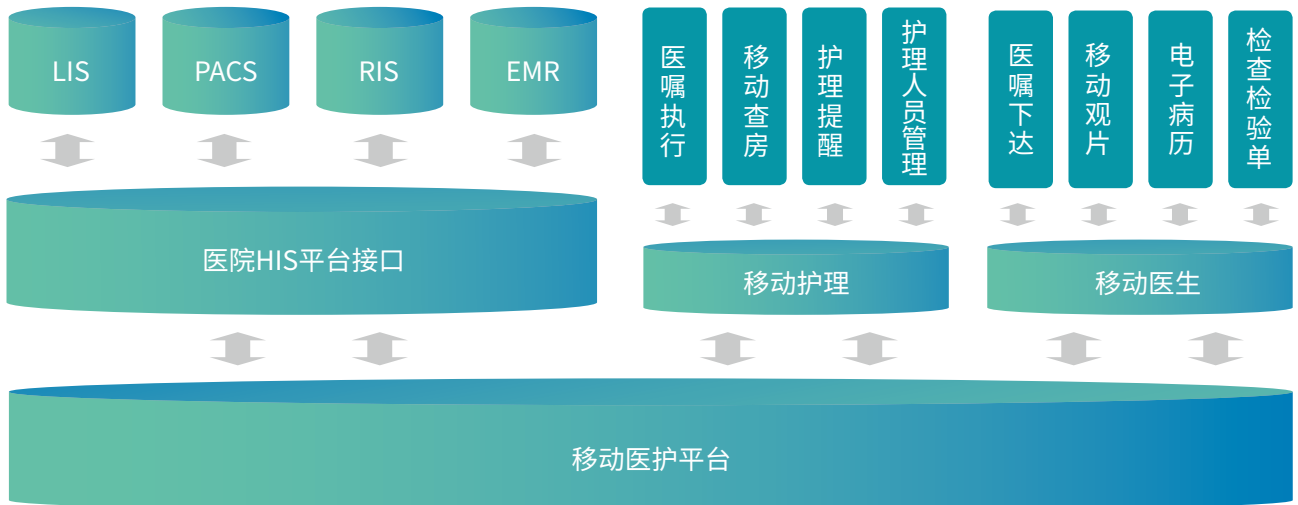 LIS
PACS
RIS
EMR
医院HIS平台接口
医嘱执行
移动查房
护理提醒
护理人员管理
移动护理
医嘱下达
移动观片
电子病历
检查检验单
移动医生
移动医护平台